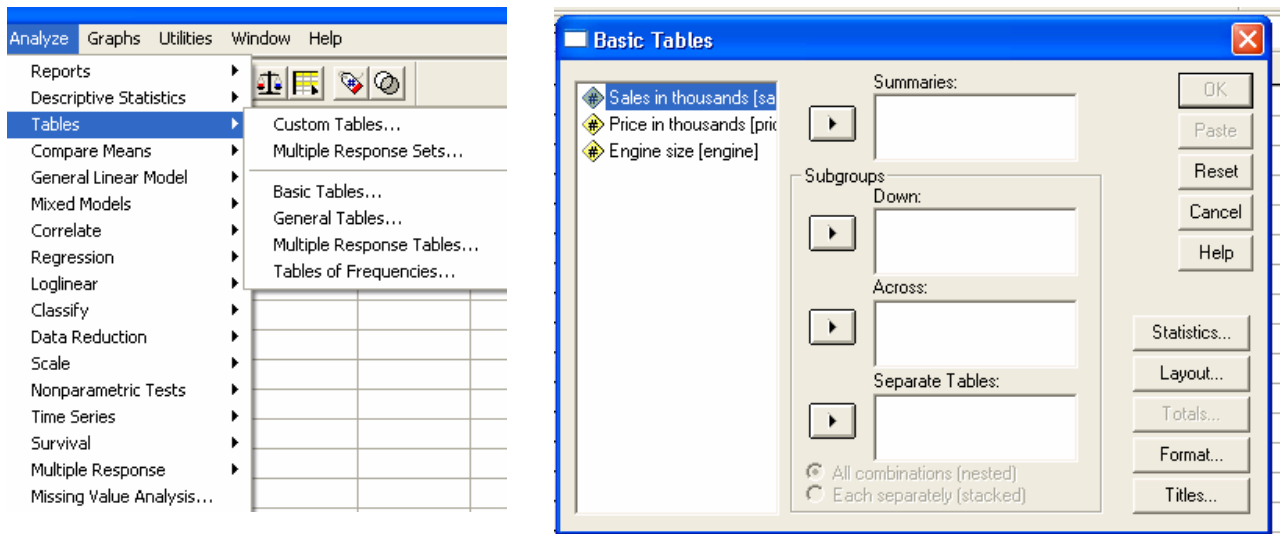 Analyze Graphs Utilities Window Help
Reports
Descriptive Statistics
Tables
Compare Means
General Linear Model
Mixed Models
Correlate
Regression
Loglinear
Classify
Data Reduction
Scale
Nonparametric Tests
Time Series
Survival
Multiple Response
Missing Value Analysis...
Custom Tables...
Multiple Response Sets...
Basic Tables...
General Tables...
Multiple Response Tables...
Tables of Frequencies...
Basic Tables
Sales in thousands [sa
Price in thousands [pric
Engine size [engine]
Summaries:
Subgroups
Down:
Across:
Separate Tables:
All combinations (nested)
Each separately (stacked)
OK
Paste
Reset
Cancel
Help
Statistics...
Layout...
Totals...
Format...
Titles...